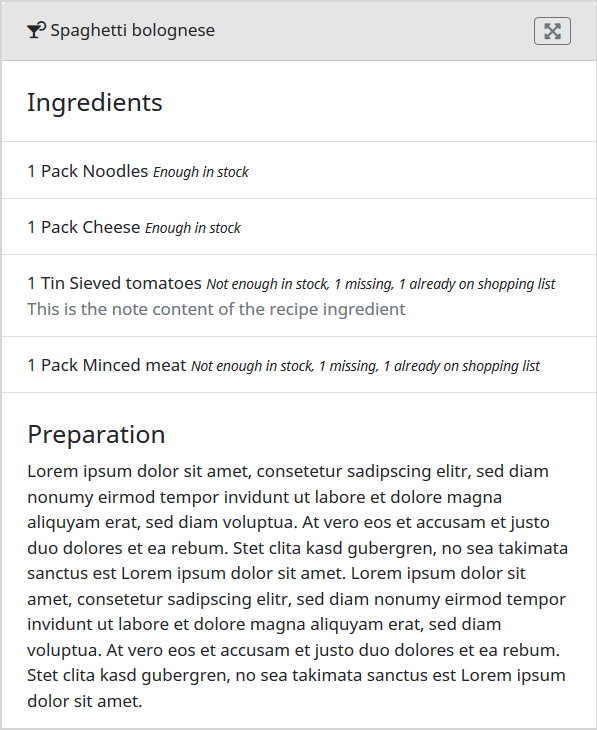 Spaghetti bolognese
Ingredients
1 Pack Noodles Enough in stock
1 Pack Cheese Enough in stock
1 Tin Sieved tomatoes Not enough in stock, 1 missing, 1 already on shopping list
This is the note content of the recipe ingredient
1 Pack Minced meat Not enough in stock, 1 missing, 1 already on shopping list
Preparation
Lorem ipsum dolor sit amet, consetetur sadipscing elitr, sed diam
nonumy eirmod tempor invidunt ut labore et dolore magna
aliquyam erat, sed diam voluptua. At vero eos et accusam et justo
duo dolores et ea rebum. Stet clita kasd gubergren, no sea takimata
sanctus est Lorem ipsum dolor sit amet. Lorem ipsum dolor sit
amet, consetetur sadipscing elitr, sed diam nonumy eirmod tempor
invidunt ut labore et dolore magna aliquyam erat, sed diam
voluptua. At vero eos et accusam et justo duo dolores et ea rebum.
Stet clita kasd gubergren, no sea takimata sanctus est Lorem ipsum
dolor sit amet.